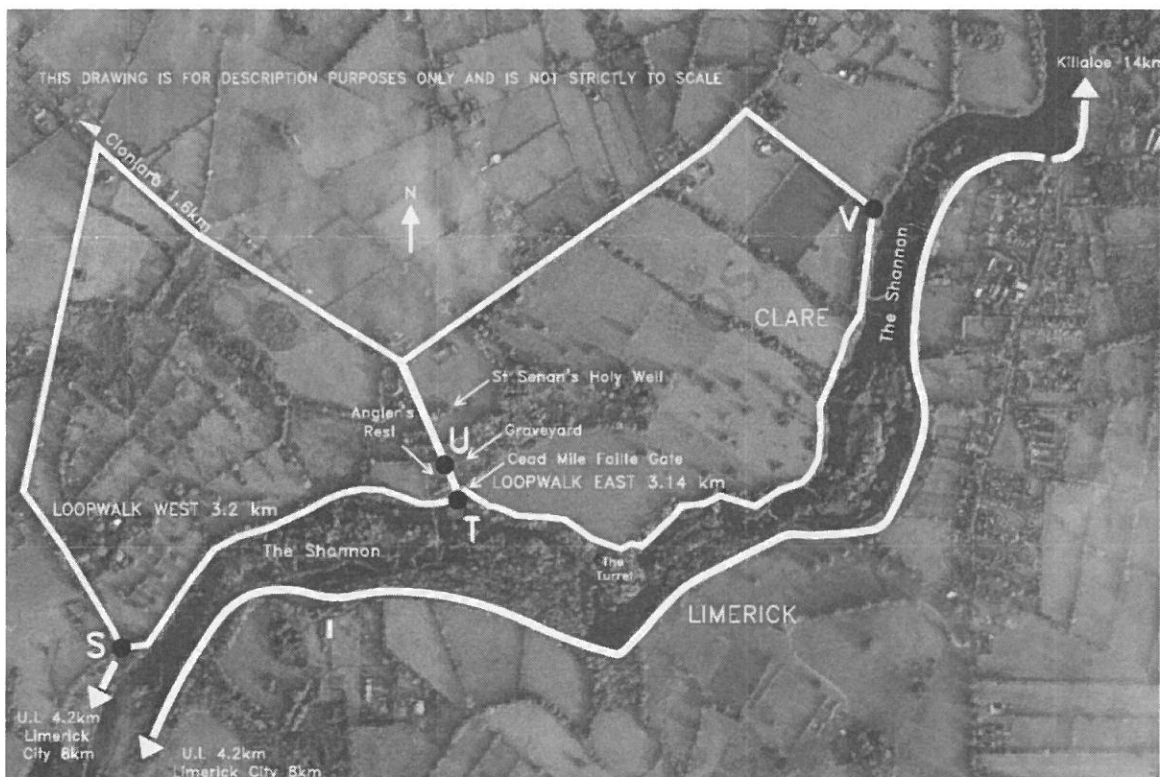 THIS DRAWING IS FOR DESCRIPTION PURPOSES ONLY AND IS NOT STRICTLY TO SCALE
Killaloe 14km
Clonlara 1.6km
N
V
The Shannon
CLARE
St Senan's Holy Well
Angler's
Rest
U
Graveyard
Cead Mile Failte Gate
LOOPWALK EAST 3.14 km
LOOPWALK WEST 3.2 km
T
The Shannon
The
Turret
LIMERICK
S
U.L 4.2km
Limerick
City 8km
U.L 4.2km
Limerick City 8km